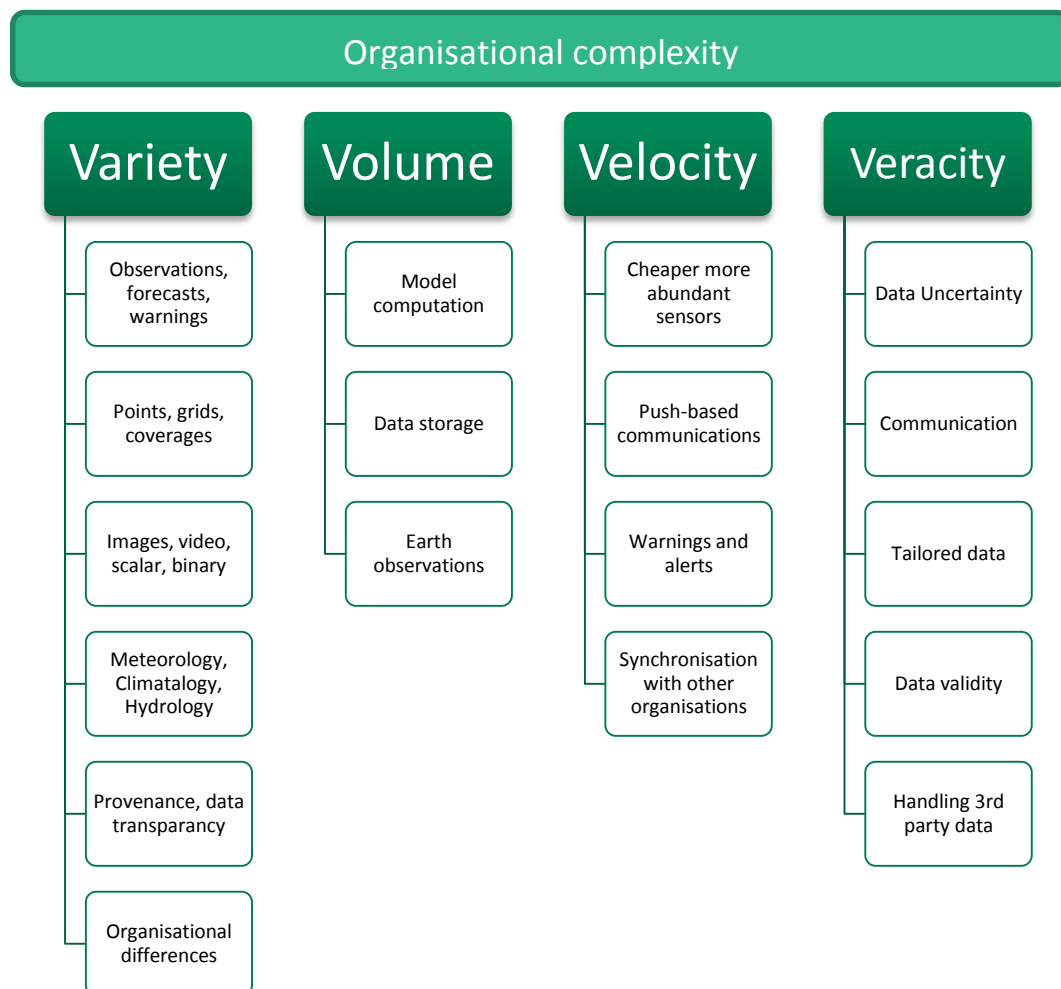 Organisational complexity
Variety
Observations,
forecasts,
warnings
Points, grids,
coverages
Images, video,
scalar, binary
Meteorology,
Climatalogy,
Hydrology
Provenance, data
transparancy
Organisational
differences
Volume
Model
computation
Data storage
Earth
observations
Velocity
Cheaper more
abundant
sensors
Push-based
communications
Warnings and
alerts
Synchronisation
with other
organisations
Veracity
Data Uncertainty
Communication
Tailored data
Data validity
Handling 3rd
party data